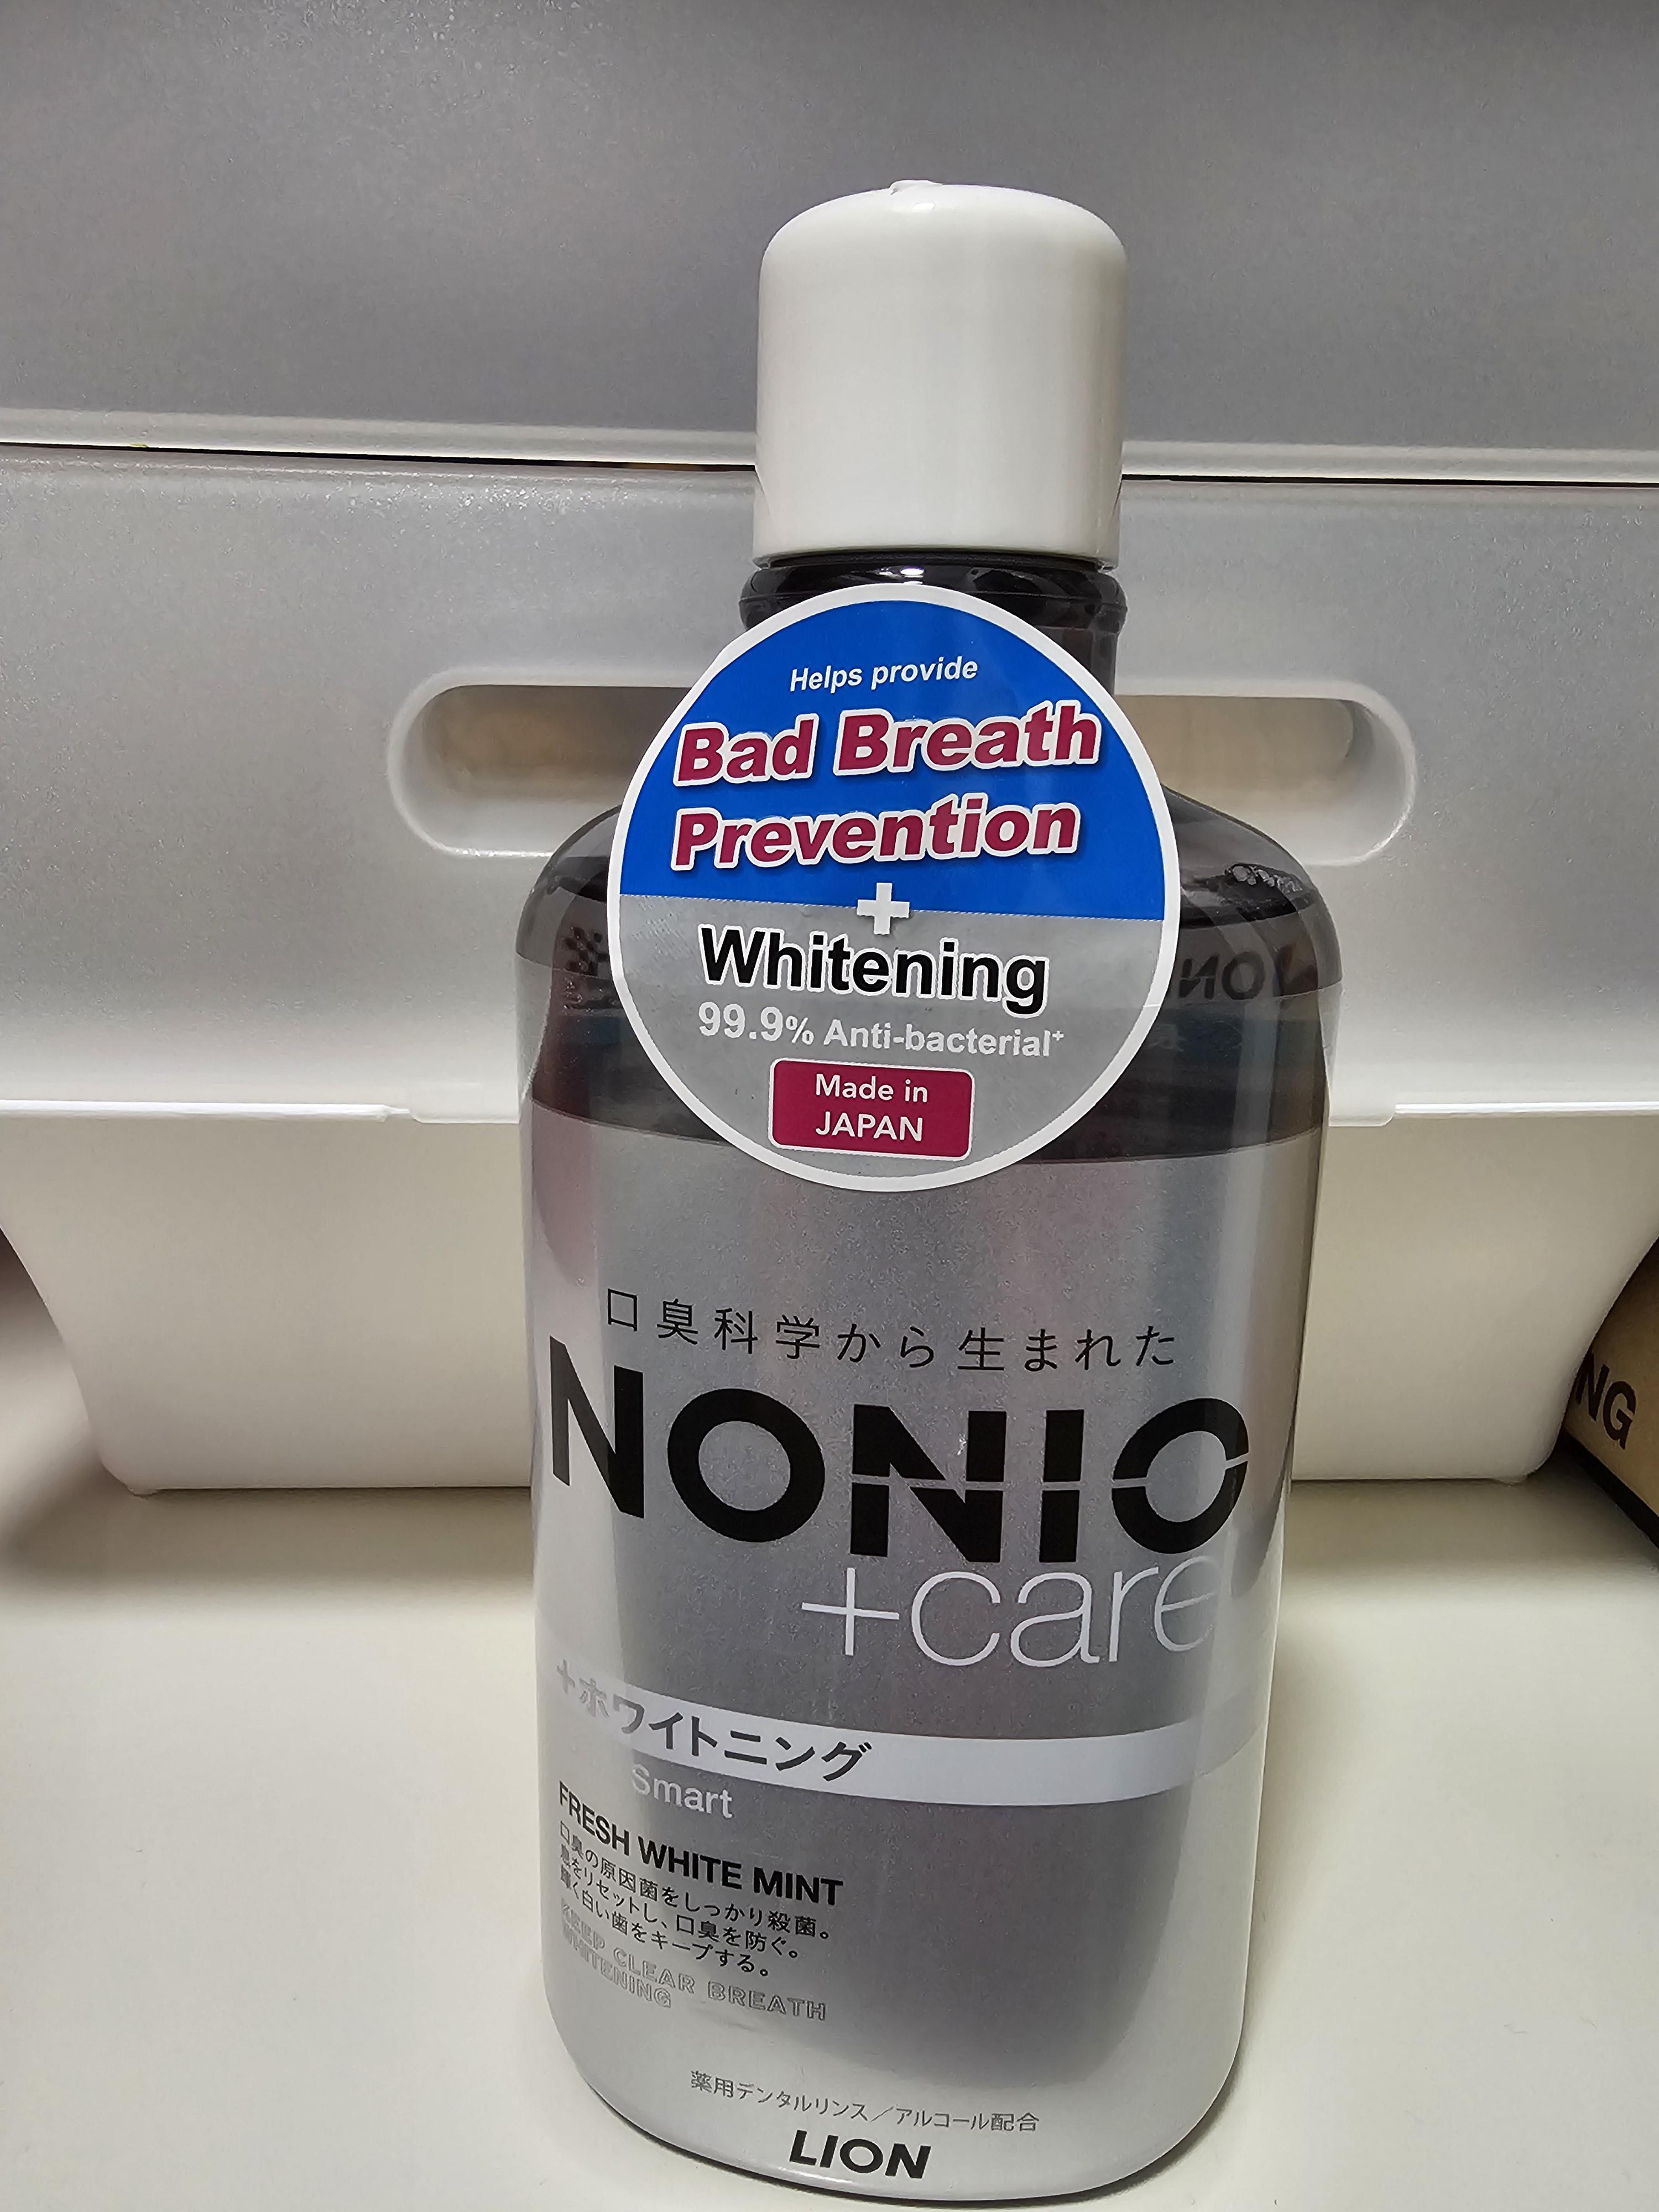 Helps provide
Bad Breath
Prevention
+
Whitening
99.9% Anti-bacterial+
Made in
JAPAN
口臭科学から生まれた
NONIO
+care
+ホワイトニング
Smart
FRESH WHITE MINT
口臭の原因菌をしっかり殺菌。
息をリセットし、口臭を防ぐ。
輝く白い歯をキープする。
KEEP CLEAR BREATH
WHITENING
薬用デンタルリンス／アルコール配合
LION
NG